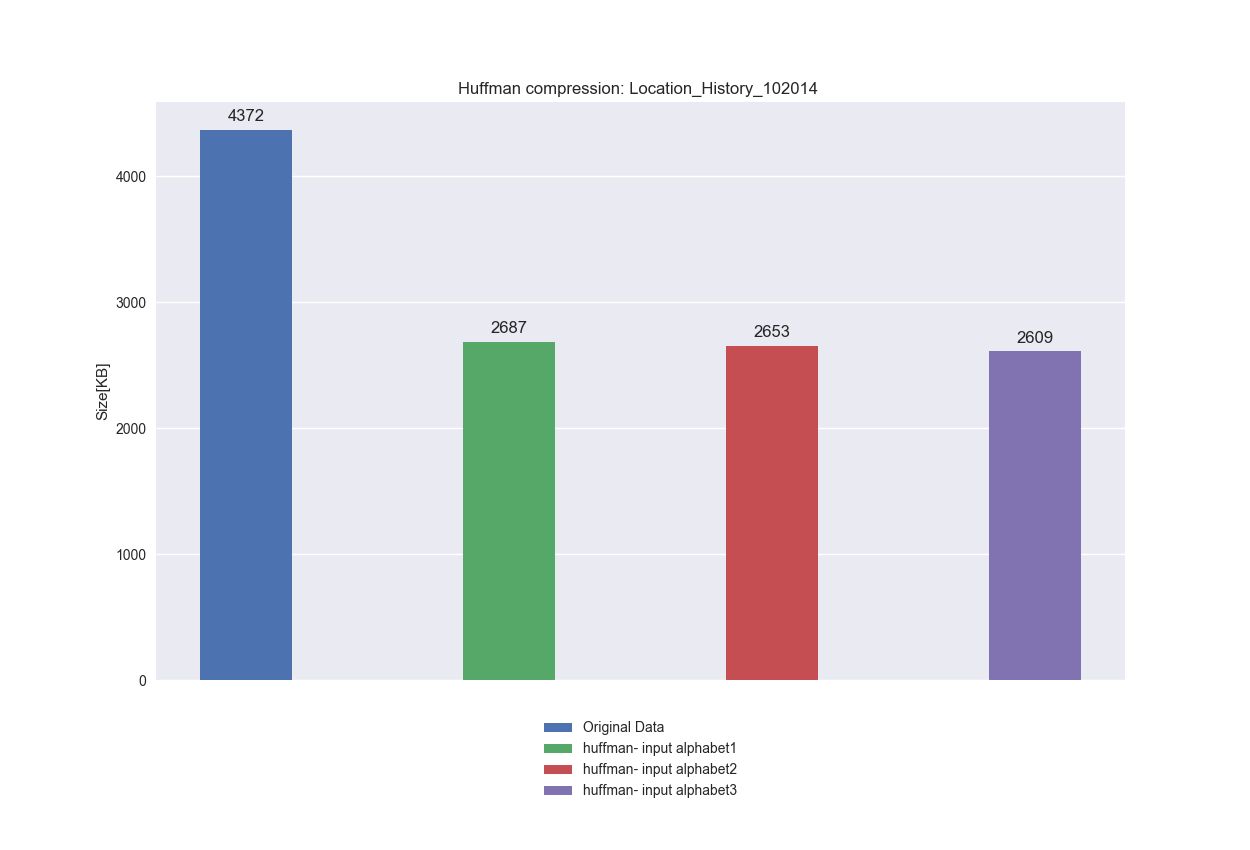 Huffman compression: Location_History_102014
4372
4000
3000
2687
2653
2609
Size[KB]
2000
1000
0
Original Data
huffman- input alphabet1
huffman- input alphabet2
huffman- input alphabet3